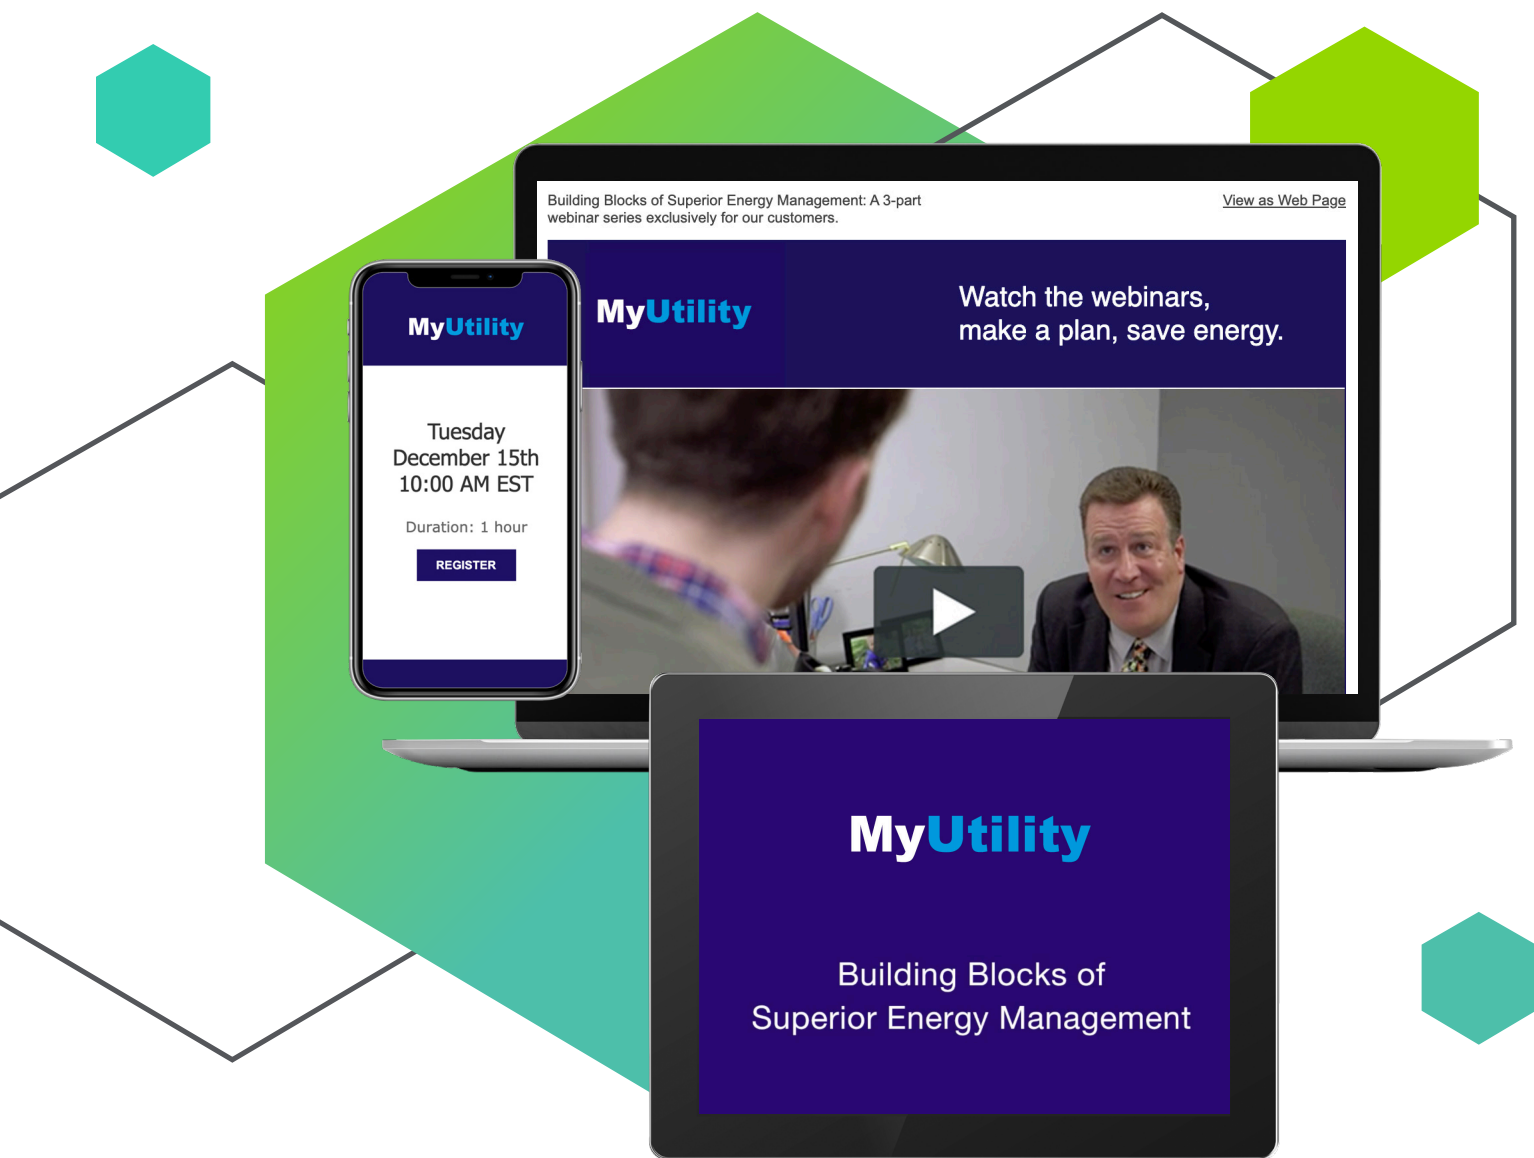 Building Blocks of Superior Energy Management: A 3-part
webinar series exclusively for our customers.
View as Web Page
MyUtility
Watch the webinars,
make a plan, save energy.
MyUtility
Tuesday
December 15th
10:00 AM EST
Duration: 1 hour
REGISTER
MyUtility
Building Blocks of
Superior Energy Management